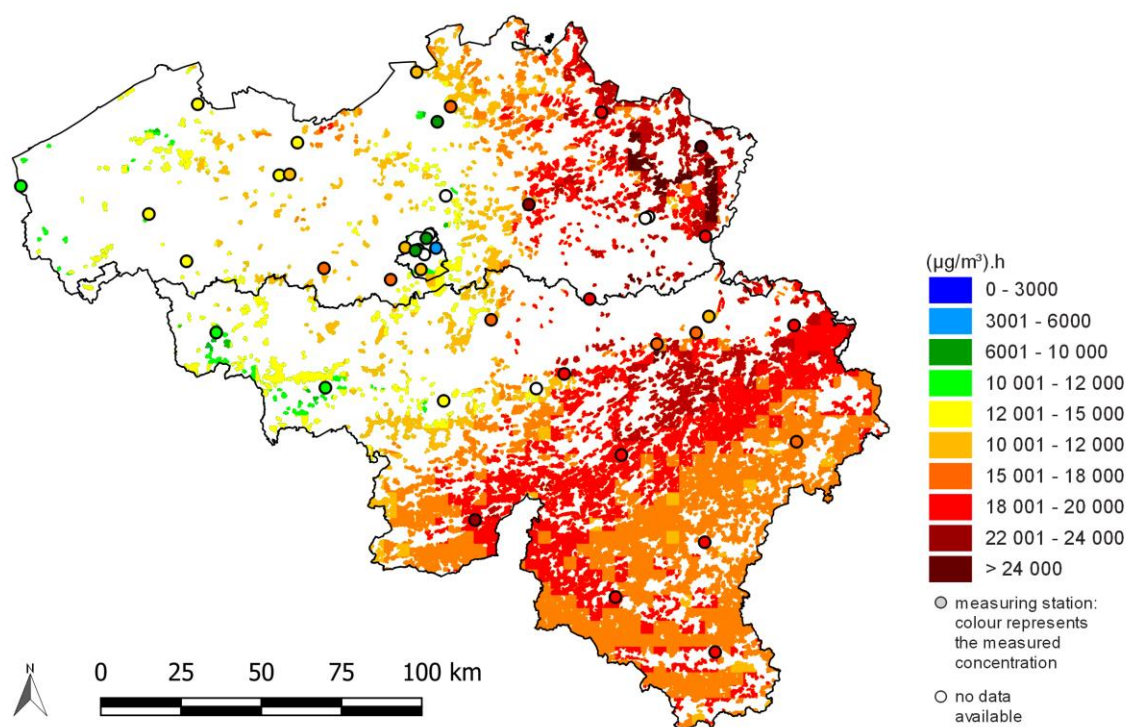 (µg/m³).h
0 - 3000
3001 - 6000
6001 - 10 000
10 001 - 12 000
12 001 - 15 000
10 001 - 12 000
15 001 - 18 000
18 001 - 20 000
22 001 - 24 000
> 24 000
measuring station:
colour represents
the measured
concentration
no data
available
N
0 25 50 75 100 km